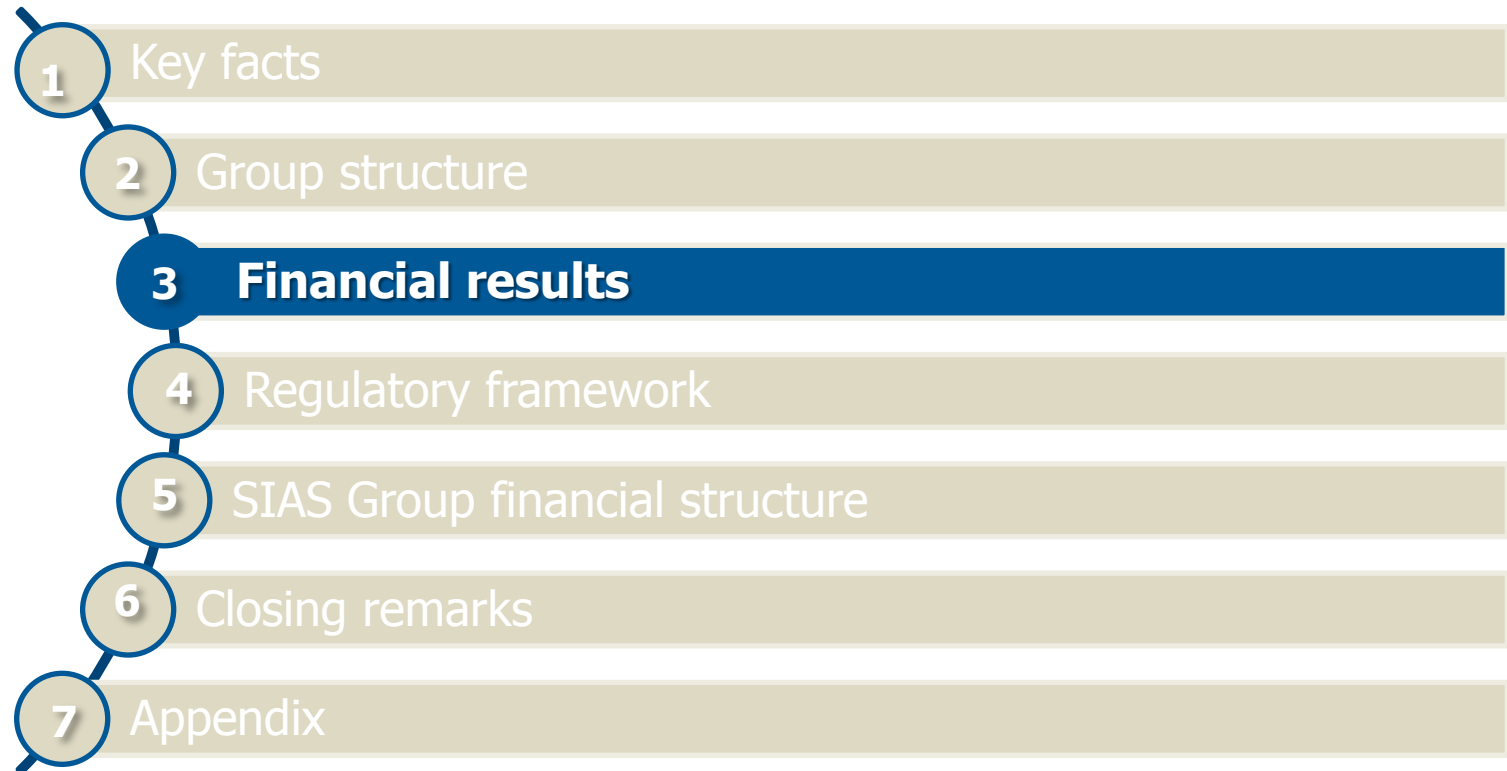 1 Key facts
2 Group structure
3 Financial results
4 Regulatory framework
5 SIAS Group financial structure
6 Closing remarks
7 Appendix